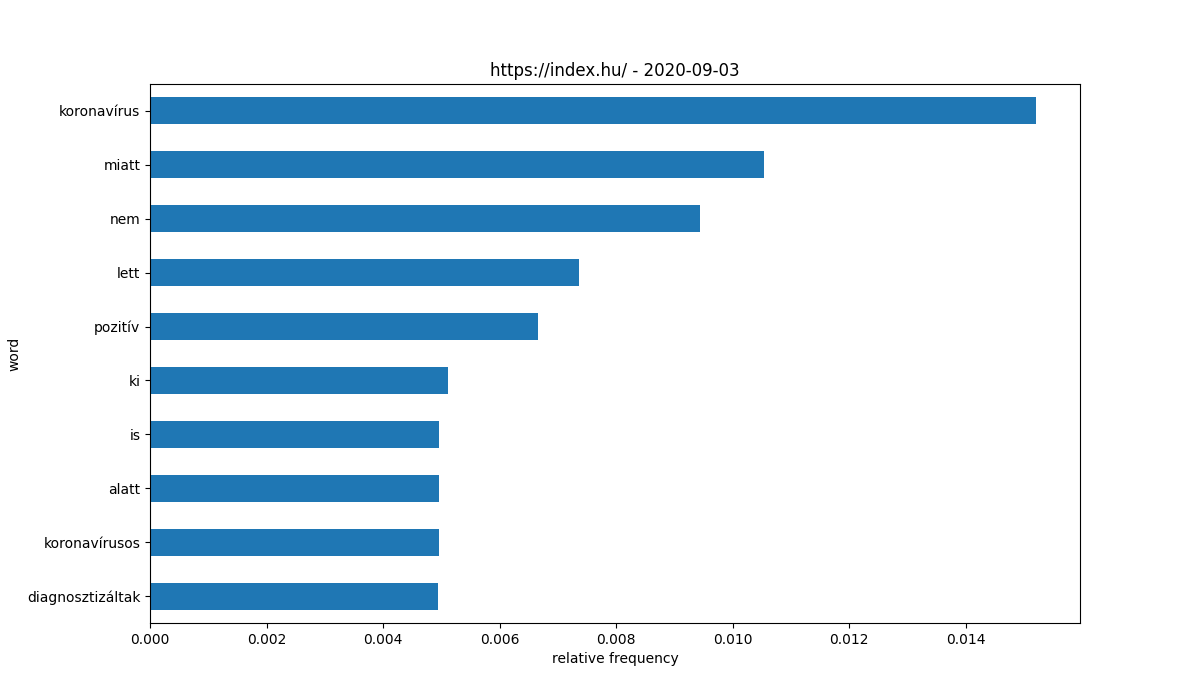 https://index.hu/ - 2020-09-03
word
koronavírus
miatt
nem
lett
pozitív
ki
is
alatt
koronavírusos
diagnosztizáltak
0.000 0.002 0.004 0.006 0.008 0.010 0.012 0.014
relative frequency